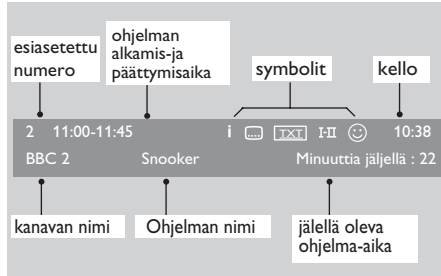 esiasetettu
numero
ohjelman
alkamis-ja
päättymisaika
symbolit
kello
2 11:00-11:45 i .... TXT I-II 10:38
BBC 2 Snooker Minuuttia jäljellä : 22
kanavan nimi
Ohjelman nimi
jälellä oleva
ohjelma-aika